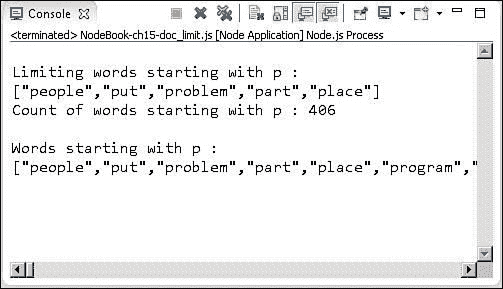 Console
<terminated> NodeBook-ch15-doc_limit.js [Node Application] Node.js Process
Limiting words starting with p :
["people","put","problem","part","place"]
Count of words starting with p : 406
Words starting with p :
["people","put","problem","part","place","program","